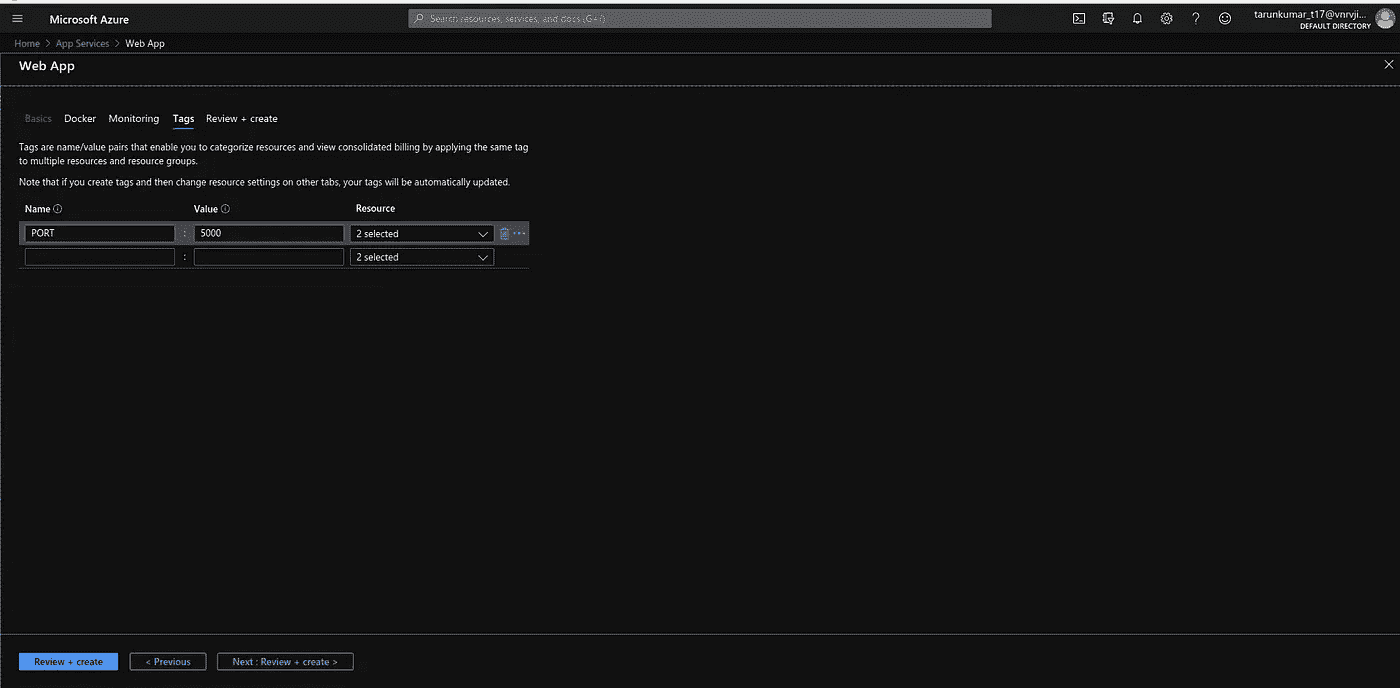 Microsoft Azure
Search resources, services, and docs (G+/)
tarunkumar_t17@vnrvji...
DEFAULT DIRECTORY
Home > App Services > Web App
Web App
Basics Docker Monitoring Tags Review + create
Tags are name/value pairs that enable you to categorize resources and view consolidated billing by applying the same tag
to multiple resources and resource groups.
Note that if you create tags and then change resource settings on other tabs, your tags will be automatically updated.
Name Value Resource
PORT : 5000 2 selected
: 2 selected
Review + create < Previous Next : Review + create >